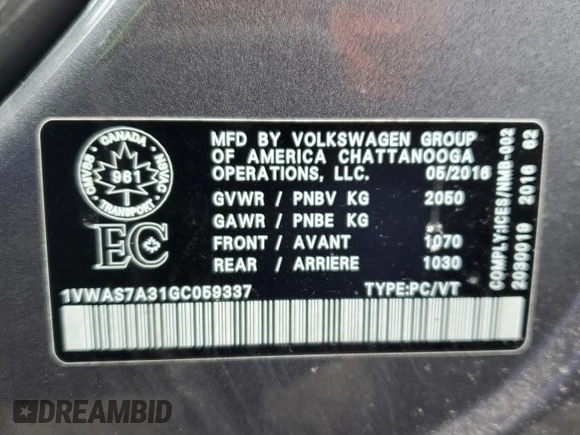 CANADA
CMVSS
NSVAC
961
TRANSPORT
EC
MFD BY VOLKSWAGEN GROUP
OF AMERICA CHATTANOOGA
OPERATIONS, LLC. 05/2016
GVWR / PNBV KG 2050
GAWR / PNBE KG
FRONT / AVANT 1070
REAR / ARRIÈRE 1030
1VWAS7A31GC059337 TYPE:PC/VT
COMPLY:ICES/NMB-002
2030019 2016 62
DREAMBID